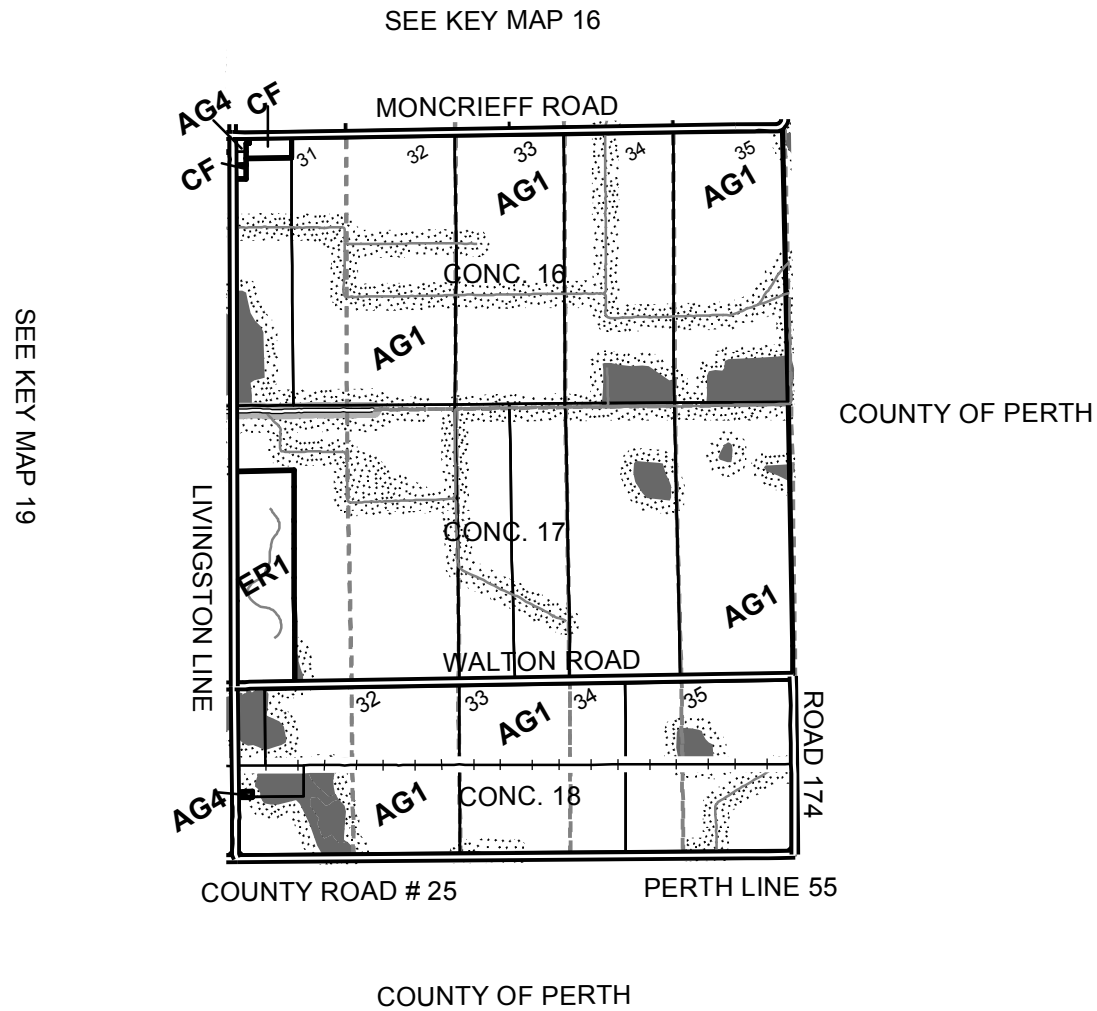 SEE KEY MAP 16
MONCRIEFF ROAD
AG4
CF
CF
31
32
33
34
35
AG1
AG1
CONC. 16
AG1
SEE KEY MAP 19
COUNTY OF PERTH
LIVINGSTON LINE
CONC. 17
ER1
AG1
WALTON ROAD
32
33
34
35
AG1
ROAD 174
AG4
AG1
CONC. 18
COUNTY ROAD # 25
PERTH LINE 55
COUNTY OF PERTH